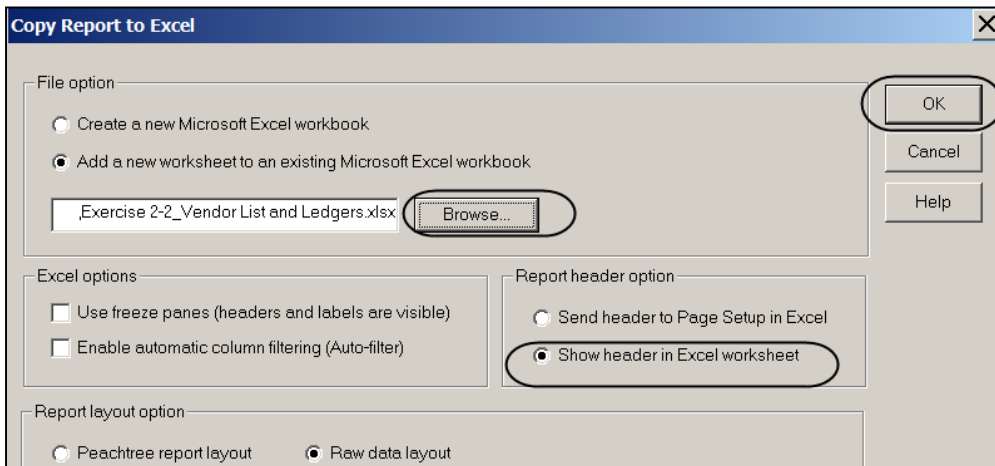 Copy Report to Excel
File option
Create a new Microsoft Excel workbook
Add a new worksheet to an existing Microsoft Excel workbook
,Exercise 2-2_Vendor List and Ledgers.xlsx
Browse...
OK
Cancel
Help
Excel options
Use freeze panes (headers and labels are visible)
Enable automatic column filtering (Auto-filter)
Report header option
Send header to Page Setup in Excel
Show header in Excel worksheet
Report layout option
Peachtree report layout
Raw data layout